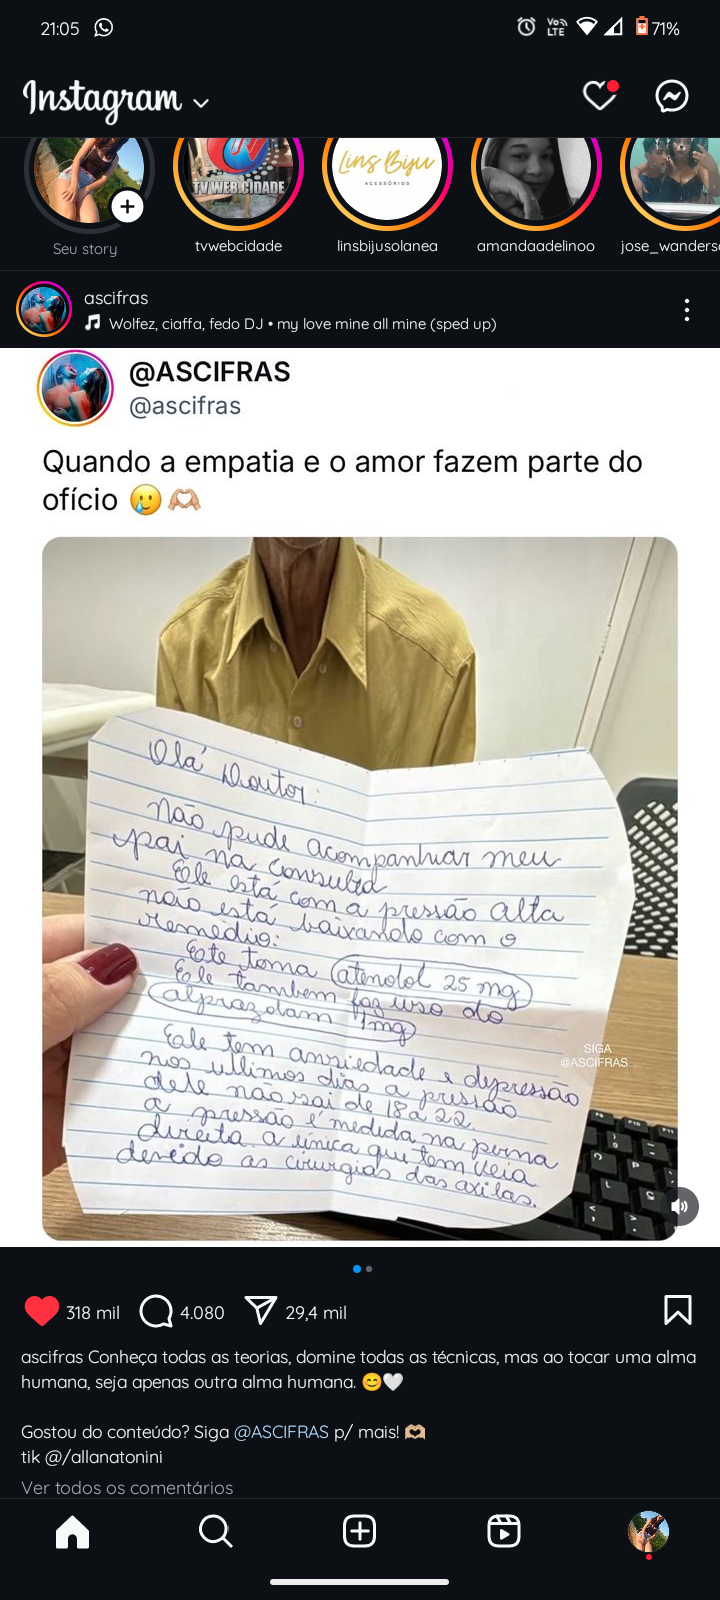 21:05
Vo LTE
71%
Instagram
TV WEB CIDADE
Lins Biju
ACESSÓRIOS
Seu story
tvwebcidade
linsbijusolanea
amandaadelinoo
jose_wanders
ascifras
Wolfez, ciaffa, fedo DJ • my love mine all mine (sped up)
@ASCIFRAS
@ascifras
Quando a empatia e o amor fazem parte do
ofício 🥲🫶🏼
Olá Doutor:
Não pude acompanhar meu
pai na consulta
Ele está com a pressão alta
não está baixando com o
remédio:
Ele toma atenolol 25 mg
Ele tambem faz uso do
alprazolam 1mg
Ele tem ansiedade e depressão
nos ultimos dias a pressão
dele não sai de 18 a 22.
a pressão é medida na perna
direita a única que tem veia
devido as cirurgias das axilas.
SIGA
@ASCIFRAS
318 mil
4.080
29,4 mil
ascifras Conheça todas as teorias, domine todas as técnicas, mas ao tocar uma alma
humana, seja apenas outra alma humana. 😊🤍
Gostou do conteúdo? Siga @ASCIFRAS p/ mais! 🫶🏼
tik @/allanatonini
Ver todos os comentários